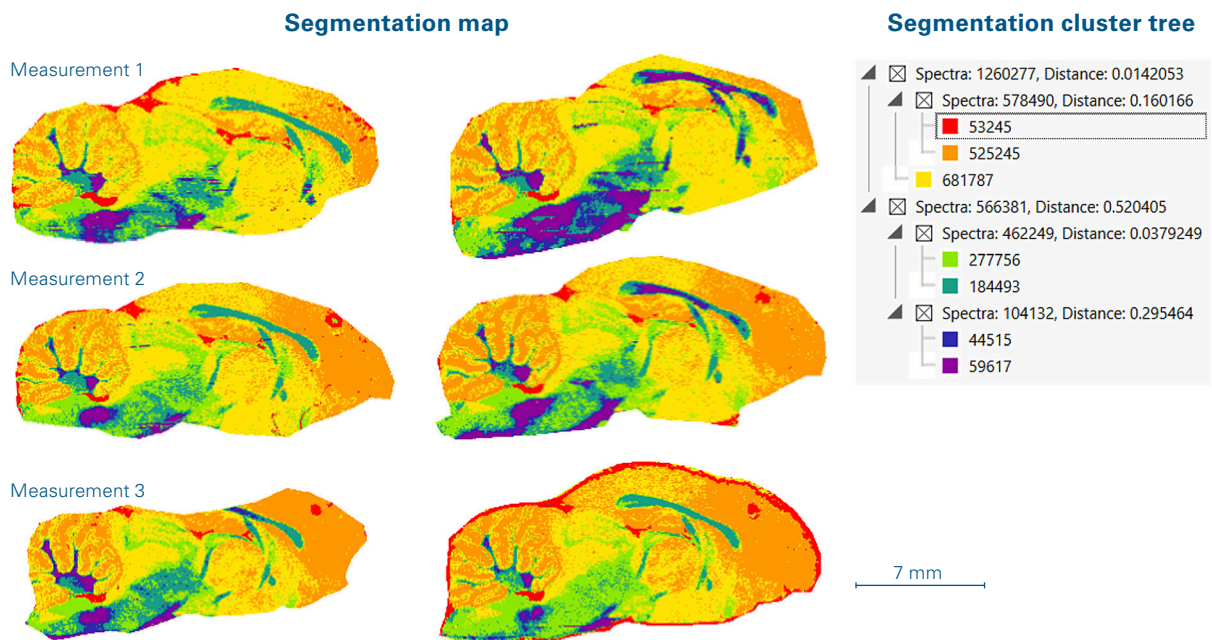 Segmentation map
Segmentation cluster tree
Measurement 1
Spectra: 1260277, Distance: 0.0142053
Spectra: 578490, Distance: 0.160166
53245
525245
681787
Spectra: 566381, Distance: 0.520405
Spectra: 462249, Distance: 0.0379249
277756
184493
Spectra: 104132, Distance: 0.295464
44515
59617
Measurement 2
Measurement 3
7 mm